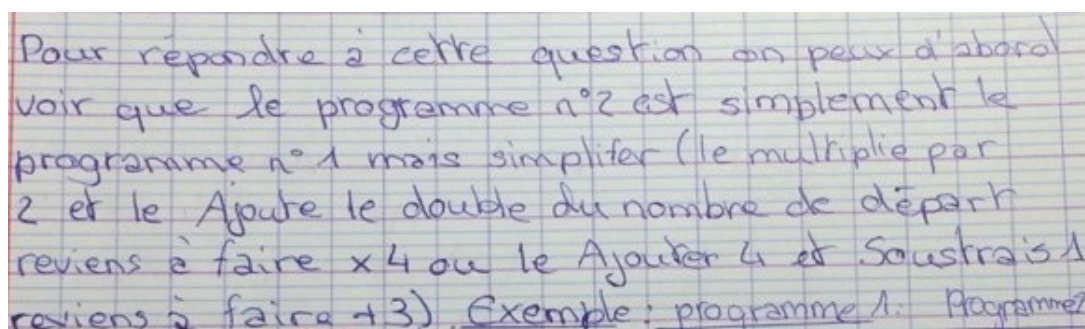 Pour répondre à cette question on peux d'abord
voir que le programme n°2 est simplement le
programme n°1 mais simplifer (le multiplie par
2 et le Ajoute le double du nombre de départ
reviens à faire x4 ou le Ajouter 4 et Soustrais 1
reviens à faire +3). Exemple : programme 1 : Programme2